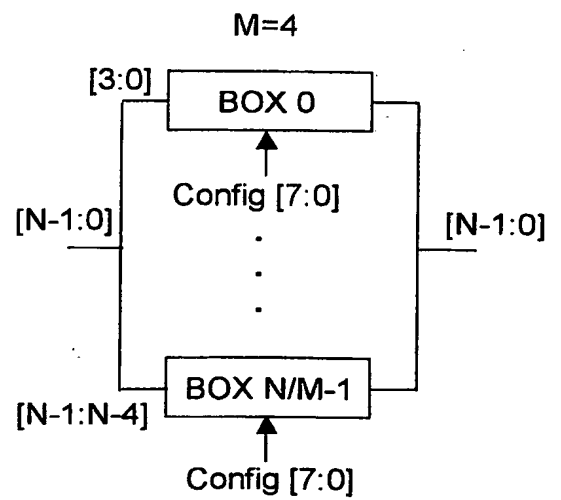 M=4
[3:0]
BOX 0
Config [7:0]
[N-1:0]
[N-1:0]
BOX N/M-1
[N-1:N-4]
Config [7:0]